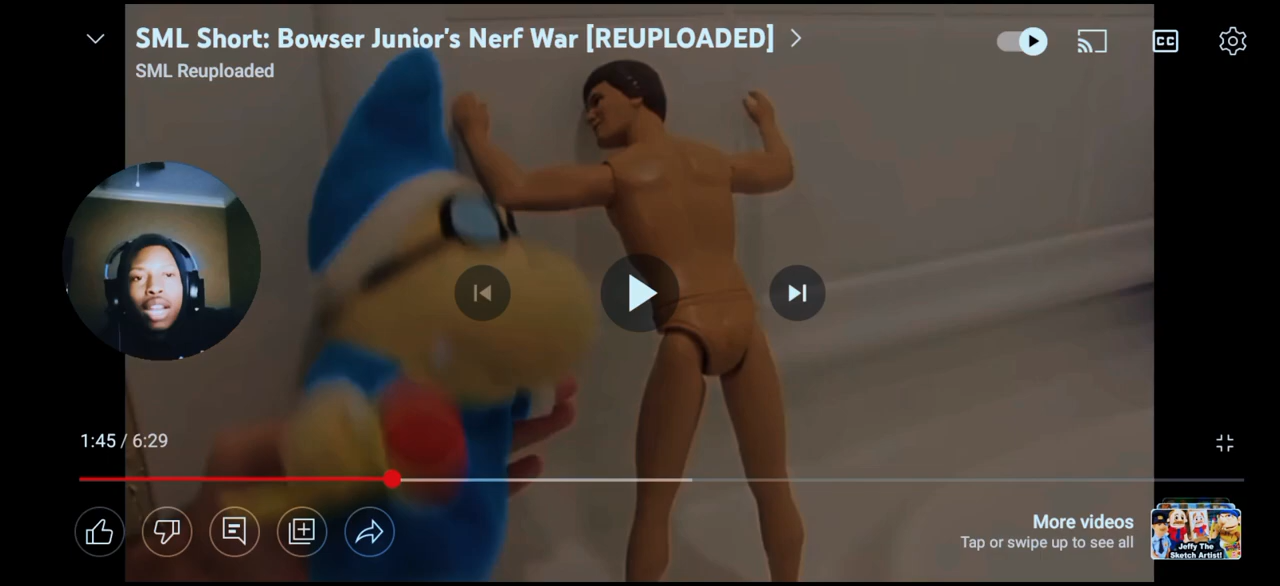 SML Short: Bowser Junior's Nerf War [REUPLOADED]
SML Reuploaded
CC
1:45 / 6:29
More videos
Tap or swipe up to see all
Jeffy The
Sketch Artist!